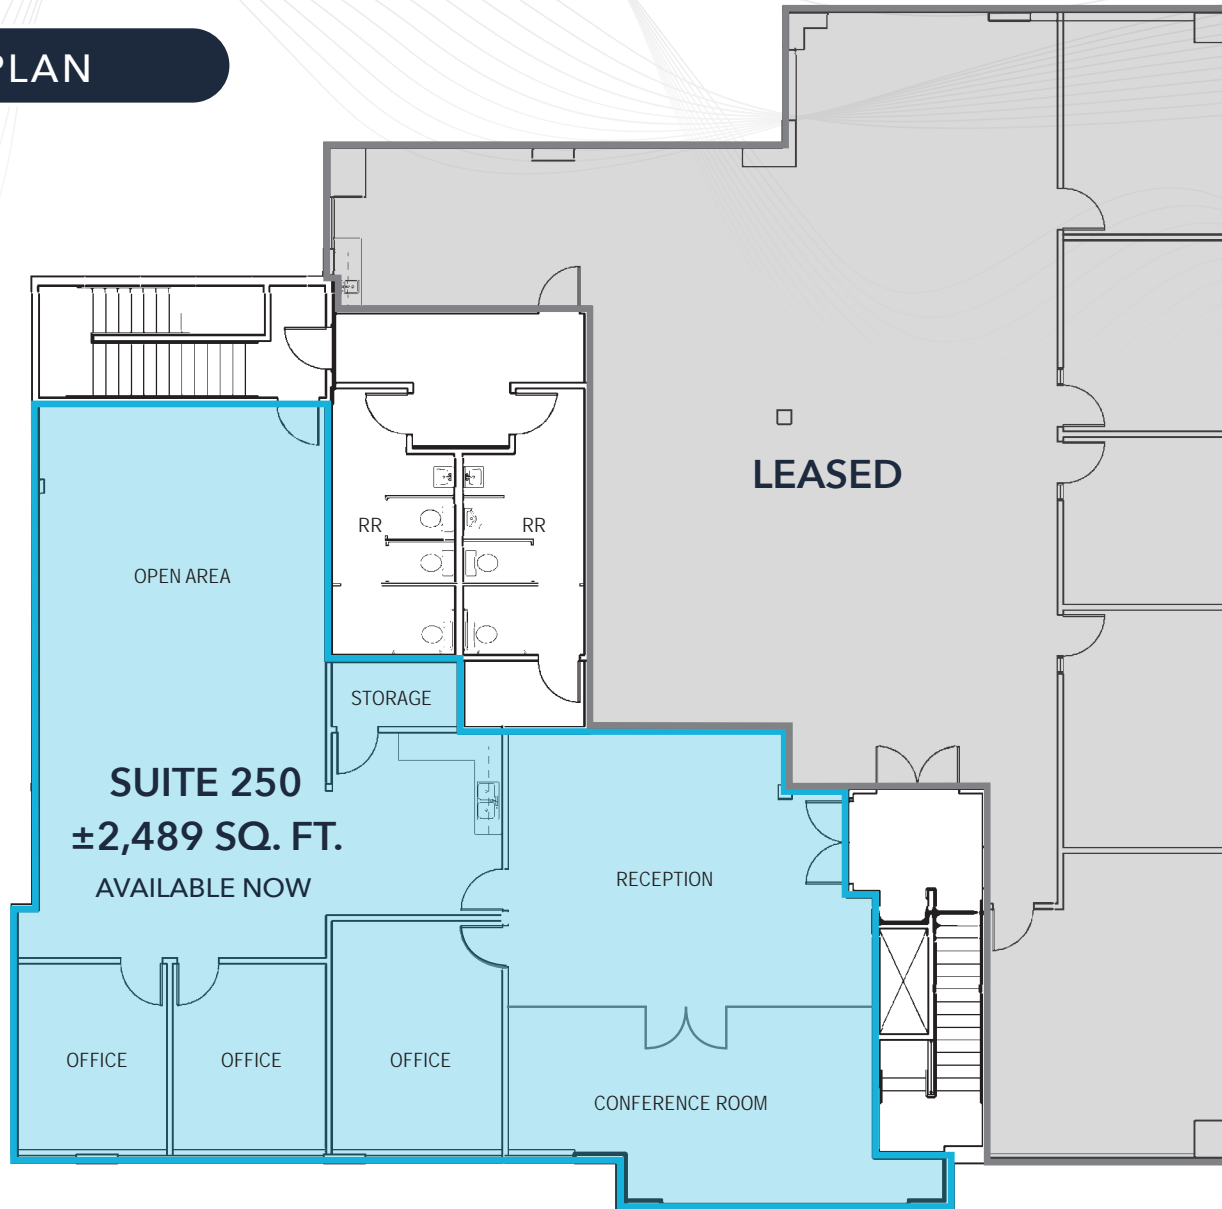 PLAN
LEASED
RR
RR
OPEN AREA
STORAGE
SUITE 250
±2,489 SQ. FT.
AVAILABLE NOW
RECEPTION
OFFICE
OFFICE
OFFICE
CONFERENCE ROOM